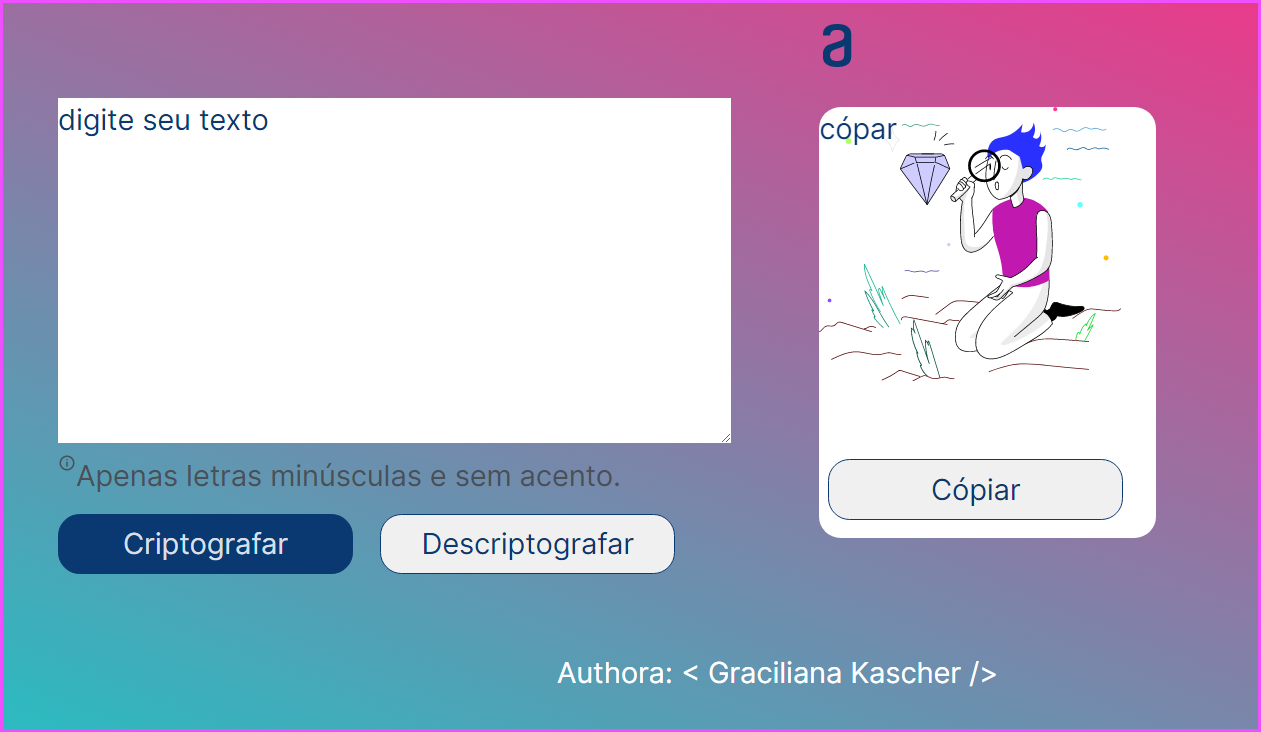 a
digite seu texto
cópar
Apenas letras minúsculas e sem acento.
Criptografar
Descriptografar
Cópiar
Authora: < Graciliana Kascher />